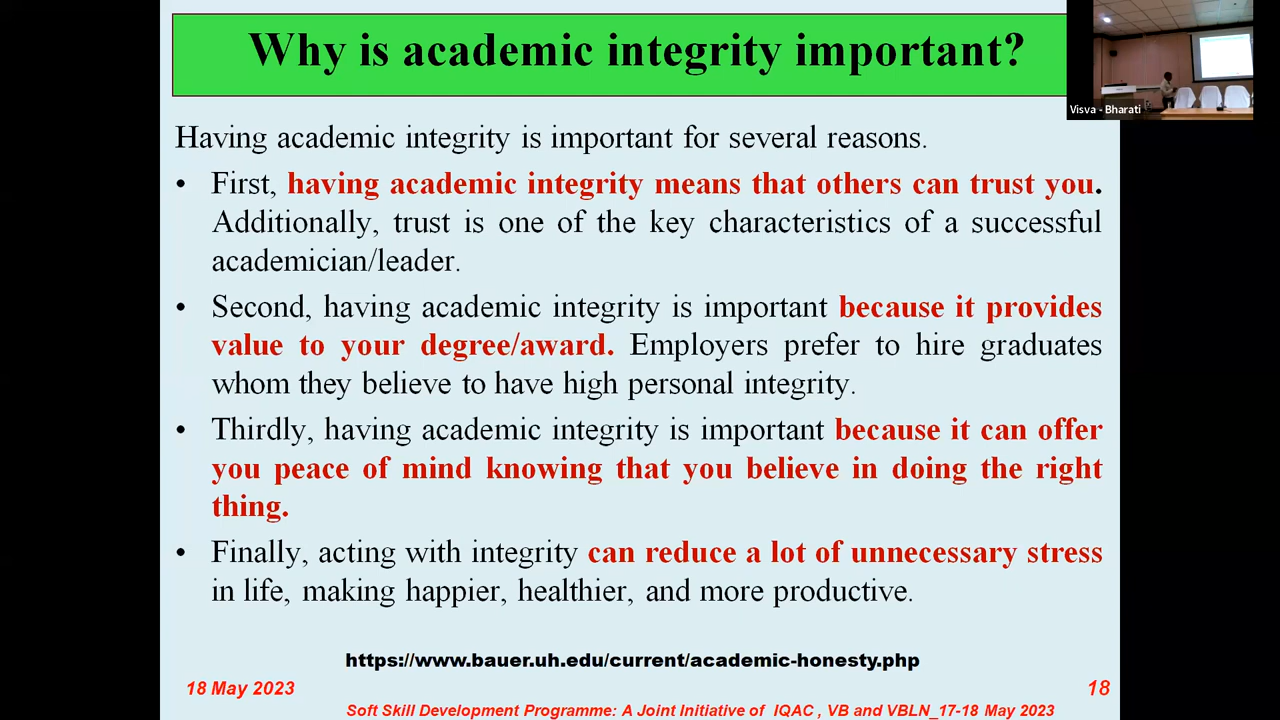 Why is academic integrity important?
Visva - Bharati
Having academic integrity is important for several reasons.
• First, having academic integrity means that others can trust you.
Additionally, trust is one of the key characteristics of a successful
academician/leader.
• Second, having academic integrity is important because it provides
value to your degree/award. Employers prefer to hire graduates
whom they believe to have high personal integrity.
• Thirdly, having academic integrity is important because it can offer
you peace of mind knowing that you believe in doing the right
thing.
• Finally, acting with integrity can reduce a lot of unnecessary stress
in life, making happier, healthier, and more productive.
https://www.bauer.uh.edu/current/academic-honesty.php
18 May 2023
18
Soft Skill Development Programme: A Joint Initiative of IQAC , VB and VBLN_17-18 May 2023